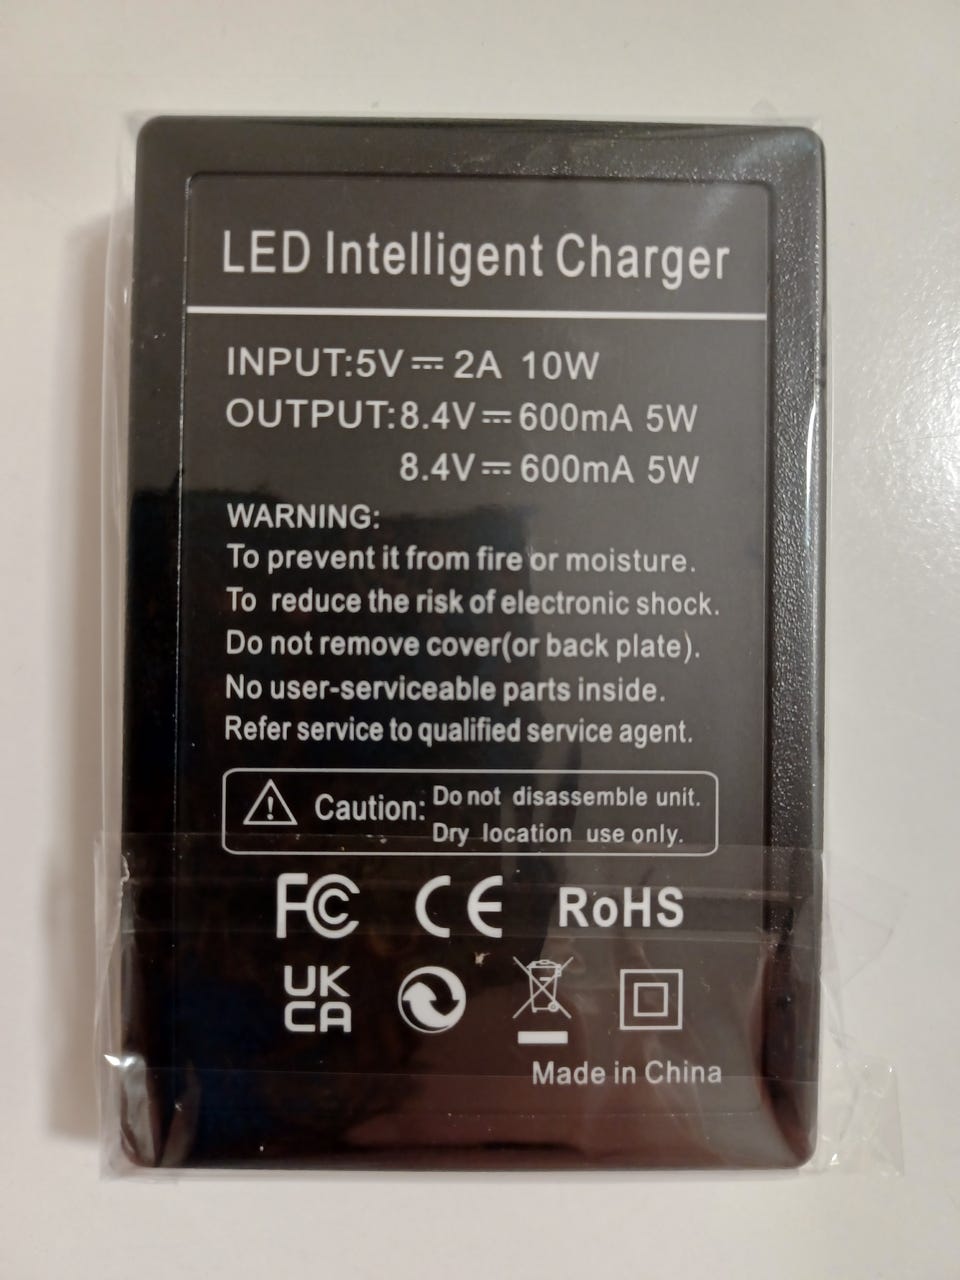 LED Intelligent Charger
INPUT:5V⎓2A 10W
OUTPUT:8.4V⎓600mA 5W
8.4V⎓600mA 5W
WARNING:
To prevent it from fire or moisture.
To reduce the risk of electronic shock.
Do not remove cover(or back plate).
No user-serviceable parts inside.
Refer service to qualified service agent.
Caution: Do not disassemble unit.
Dry location use only.
FC CE RoHS
UK
CA
Made in China